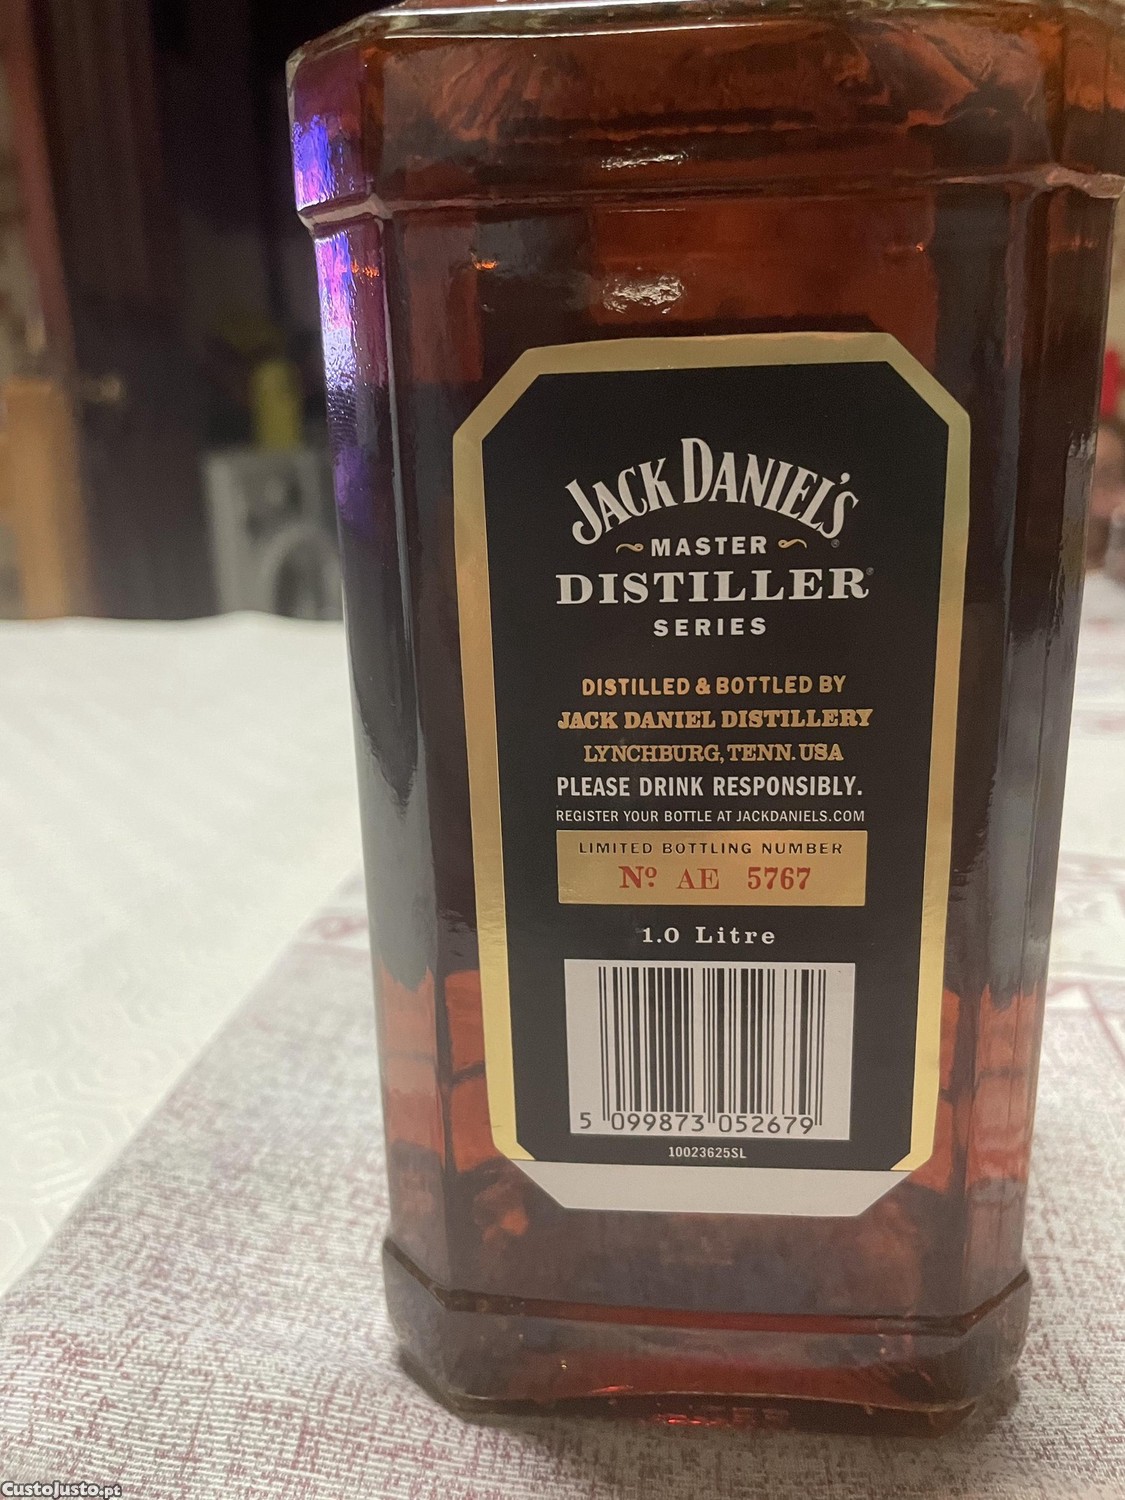 JACK DANIEL'S®
MASTER
DISTILLER®
SERIES
DISTILLED & BOTTLED BY
JACK DANIEL DISTILLERY
LYNCHBURG, TENN. USA
PLEASE DRINK RESPONSIBLY.
REGISTER YOUR BOTTLE AT JACKDANIELS.COM
LIMITED BOTTLING NUMBER
Nº AE 5767
1.0 Litre
5 099873 052679
10023625SL
CustoJusto.pt